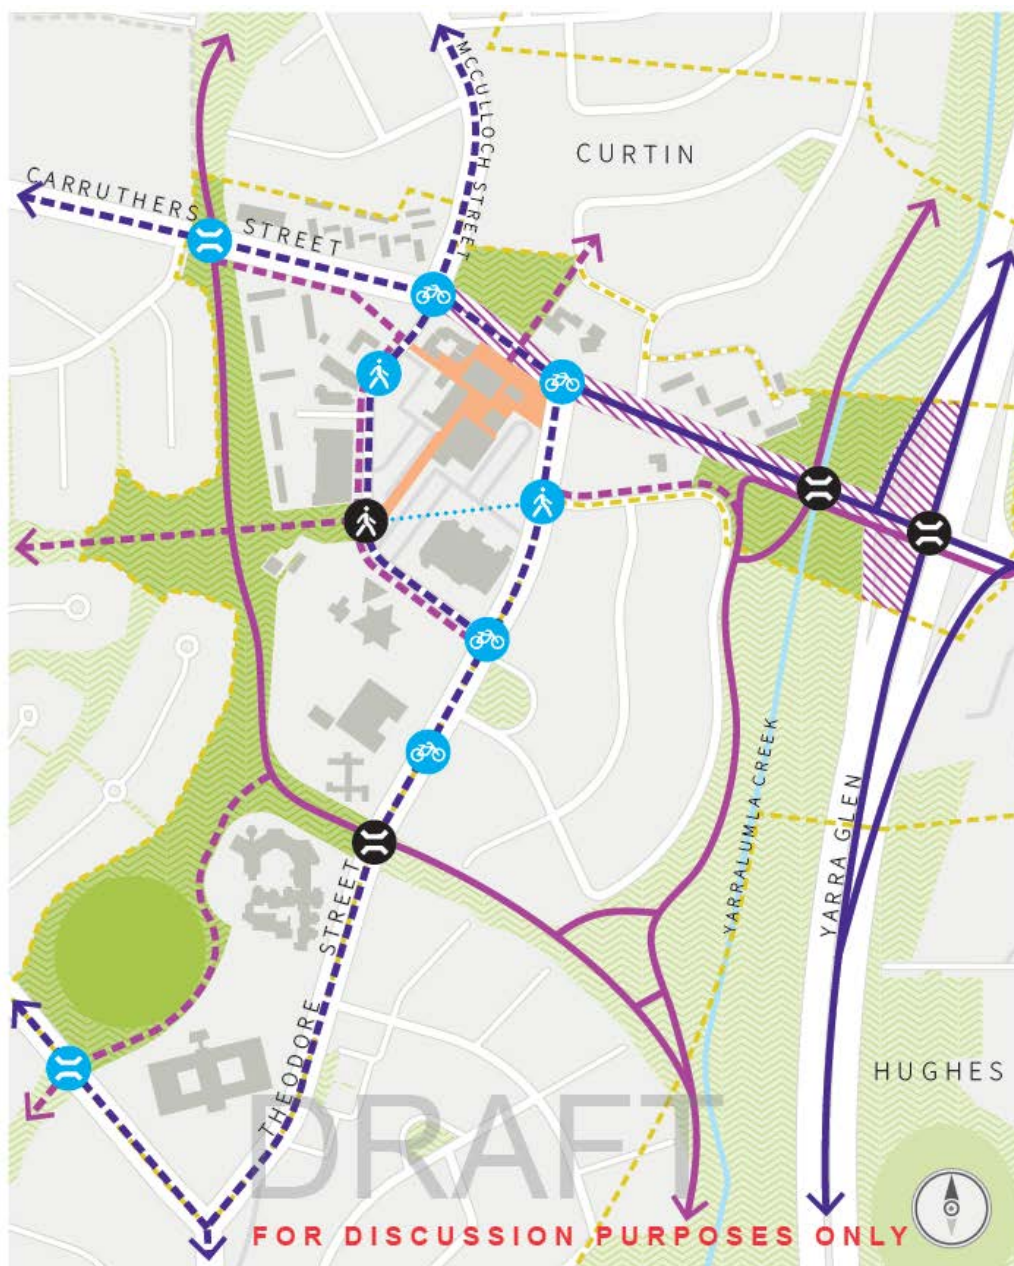 MCCULLOCH STREET
CURTIN
CARRUTHERS STREET
YARRALUMLA CREEK
YARRA GLEN
THEODORE STREET
HUGHES
DRAFT
FOR DISCUSSION PURPOSES ONLY